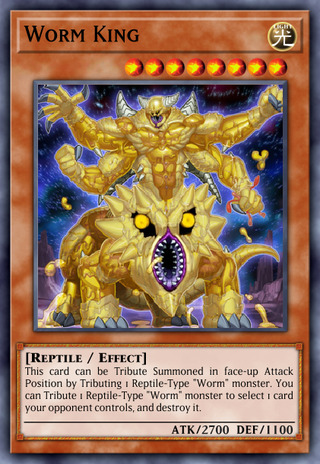 Worm King
LIGHT
光
[Reptile / Effect]
This card can be Tribute Summoned in face-up Attack
Position by Tributing 1 Reptile-Type "Worm" monster. You
can Tribute 1 Reptile-Type "Worm" monster to select 1 card
your opponent controls, and destroy it.
ATK/2700 DEF/1100